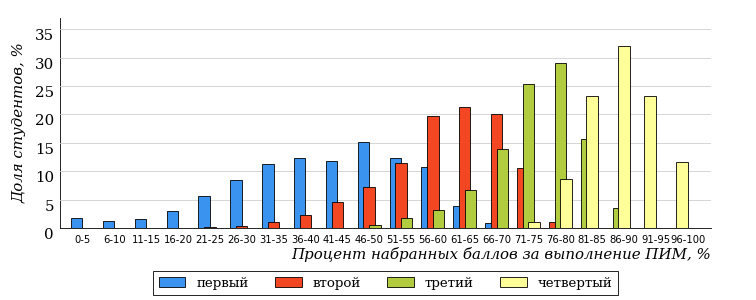 Доля студентов, %
35
30
25
20
15
10
5
0
0-5 6-10 11-15 16-20 21-25 26-30 31-35 36-40 41-45 46-50 51-55 56-60 61-65 66-70 71-75 76-80 81-85 86-90 91-95 96-100
Процент набранных баллов за выполнение ПИМ, %
первый второй третий четвертый